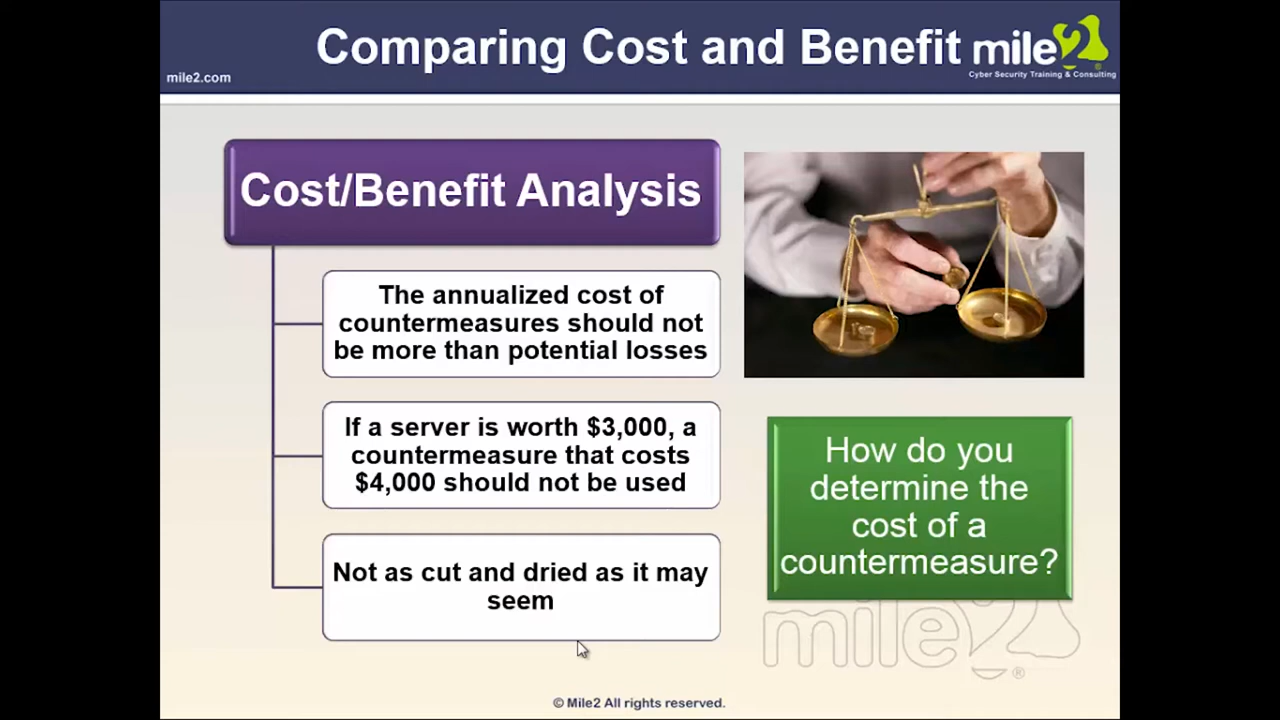 Comparing Cost and Benefit
mile2
®
Cyber Security Training & Consulting
mile2.com
Cost/Benefit Analysis
The annualized cost of
countermeasures should not
be more than potential losses
If a server is worth $3,000, a
countermeasure that costs
$4,000 should not be used
Not as cut and dried as it may
seem
How do you
determine the
cost of a
countermeasure?
mile2
®
© Mile2 All rights reserved.